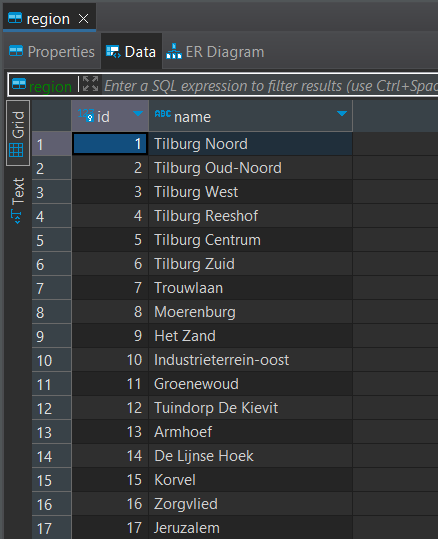 region
Properties Data ER Diagram
region Enter a SQL expression to filter results (use Ctrl+Spac
Grid
Text
id name
1 1 Tilburg Noord
2 2 Tilburg Oud-Noord
3 3 Tilburg West
4 4 Tilburg Reeshof
5 5 Tilburg Centrum
6 6 Tilburg Zuid
7 7 Trouwlaan
8 8 Moerenburg
9 9 Het Zand
10 10 Industrieterrein-oost
11 11 Groenewoud
12 12 Tuindorp De Kievit
13 13 Armhoef
14 14 De Lijnse Hoek
15 15 Korvel
16 16 Zorgvlied
17 17 Jeruzalem